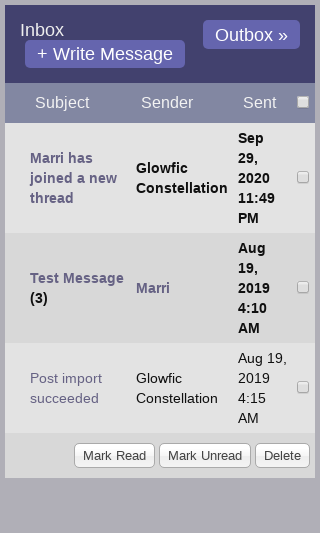 Inbox
+ Write Message
Outbox »
Subject Sender Sent
Marri has joined a new thread
Glowfic Constellation
Sep 29, 2020 11:49 PM
Test Message (3)
Marri
Aug 19, 2019 4:10 AM
Post import succeeded
Glowfic Constellation
Aug 19, 2019 4:15 AM
Mark Read Mark Unread Delete